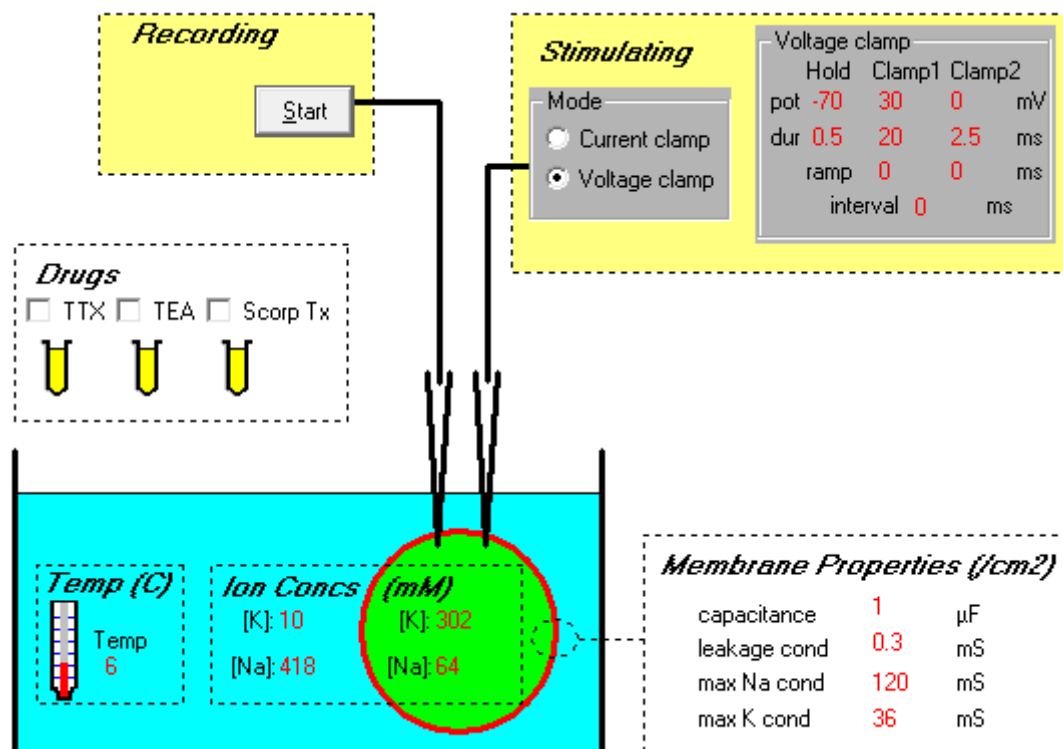 Recording
Start
Stimulating
Mode
Current clamp
Voltage clamp
Voltage clamp
Hold Clamp1 Clamp2
pot -70 30 0 mV
dur 0.5 20 2.5 ms
ramp 0 0 ms
interval 0 ms
Drugs
TTX TEA Scorp Tx
Temp (C)
Temp
6
Ion Concs (mM)
[K]: 10 [K]: 302
[Na]: 418 [Na]: 64
Membrane Properties (/cm2)
capacitance 1 µF
leakage cond 0.3 mS
max Na cond 120 mS
max K cond 36 mS